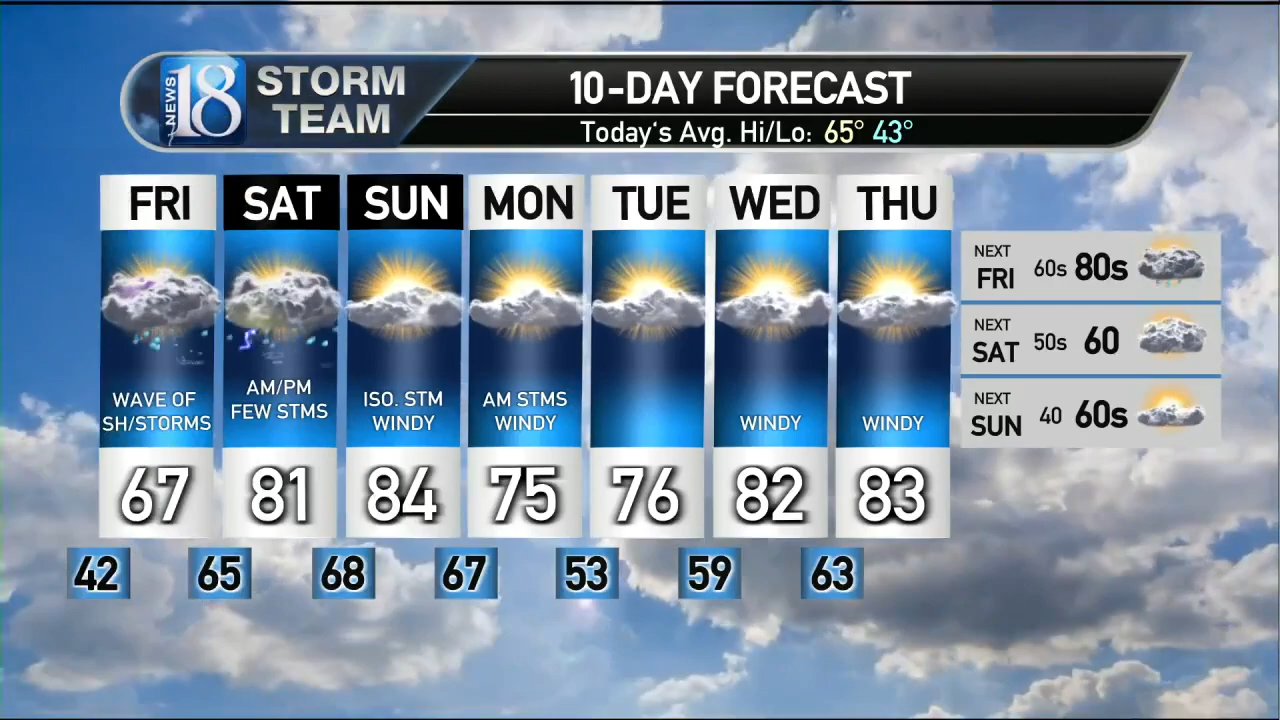 NEWS 18 STORM TEAM
10-DAY FORECAST
Today's Avg. Hi/Lo: 65° 43°
FRI SAT SUN MON TUE WED THU
WAVE OF SH/STORMS
AM/PM FEW STMS
ISO. STM WINDY
AM STMS WINDY
WINDY
WINDY
67 81 84 75 76 82 83
42 65 68 67 53 59 63
NEXT FRI 60s 80s
NEXT SAT 50s 60
NEXT SUN 40 60s